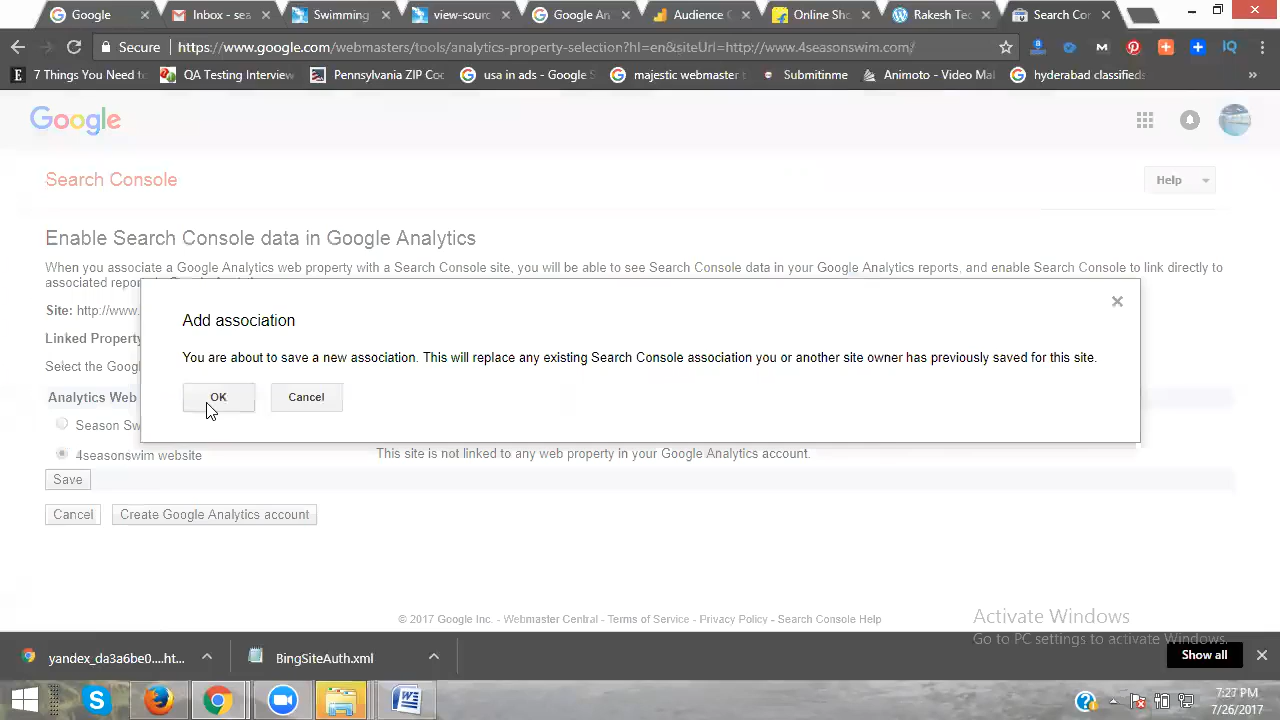 Google
Inbox - sea
Swimming
view-sourc
Google An
Audience O
Online Sho
Rakesh Tec
Search Cor
Secure
https://www.google.com/webmasters/tools/analytics-property-selection?hl=en&siteUrl=http://www.4seasonswim.com/
7 Things You Need t
QA Testing Interview
Pennsylvania ZIP Coc
usa in ads - Google S
majestic webmaster t
Submitinme
Animoto - Video Mal
hyderabad classifieds
»
Google
Search Console
Help
Enable Search Console data in Google Analytics
When you associate a Google Analytics web property with a Search Console site, you will be able to see Search Console data in your Google Analytics reports, and enable Search Console to link directly to
associated repor
Site: http://www.
Linked Property
Select the Googl
Add association
You are about to save a new association. This will replace any existing Search Console association you or another site owner has previously saved for this site.
OK
Cancel
Analytics Web
Season Sw
4seasonswim website
This site is not linked to any web property in your Google Analytics account.
Save
Cancel
Create Google Analytics account
© 2017 Google Inc. - Webmaster Central - Terms of Service - Privacy Policy - Search Console Help
Activate Windows
Go to PC settings to activate Windows.
yandex_da3a6be0....ht...
BingSiteAuth.xml
Show all
7:27 PM
7/26/2017